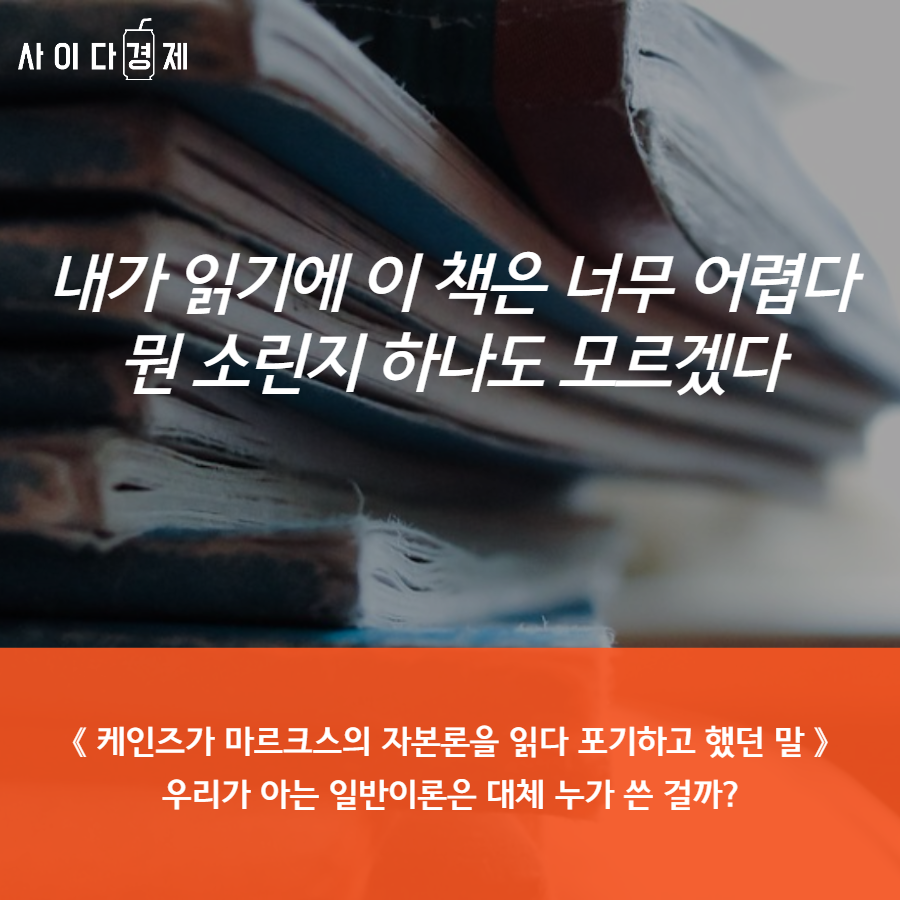 사이다경제
내가 읽기에 이 책은 너무 어렵다
뭔 소린지 하나도 모르겠다
《 케인즈가 마르크스의 자본론을 읽다 포기하고 했던 말 》
우리가 아는 일반이론은 대체 누가 쓴 걸까?